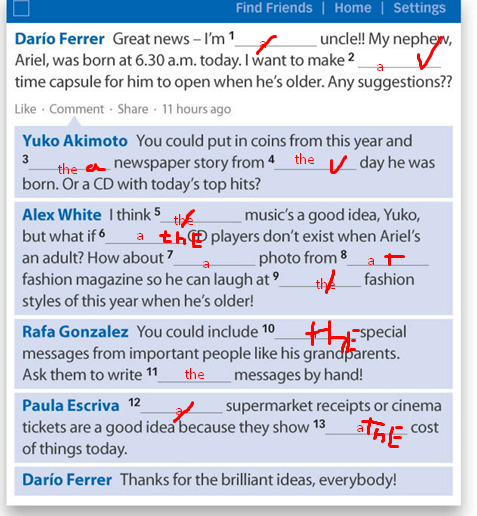 Find Friends | Home | Settings
Darío Ferrer Great news – I'm 1 a uncle!! My nephew,
Ariel, was born at 6.30 a.m. today. I want to make 2 a
time capsule for him to open when he's older. Any suggestions??
Like · Comment · Share · 11 hours ago
Yuko Akimoto You could put in coins from this year and
3 the a newspaper story from 4 the day he was
born. Or a CD with today's top hits?
Alex White I think 5 the music's a good idea, Yuko,
but what if 6 a thE CD players don't exist when Ariel's
an adult? How about 7 a photo from 8 a
fashion magazine so he can laugh at 9 the fashion
styles of this year when he's older!
Rafa Gonzalez You could include 10 thE special
messages from important people like his grandparents.
Ask them to write 11 the messages by hand!
Paula Escriva 12 a supermarket receipts or cinema
tickets are a good idea because they show 13 a ThE cost
of things today.
Darío Ferrer Thanks for the brilliant ideas, everybody!